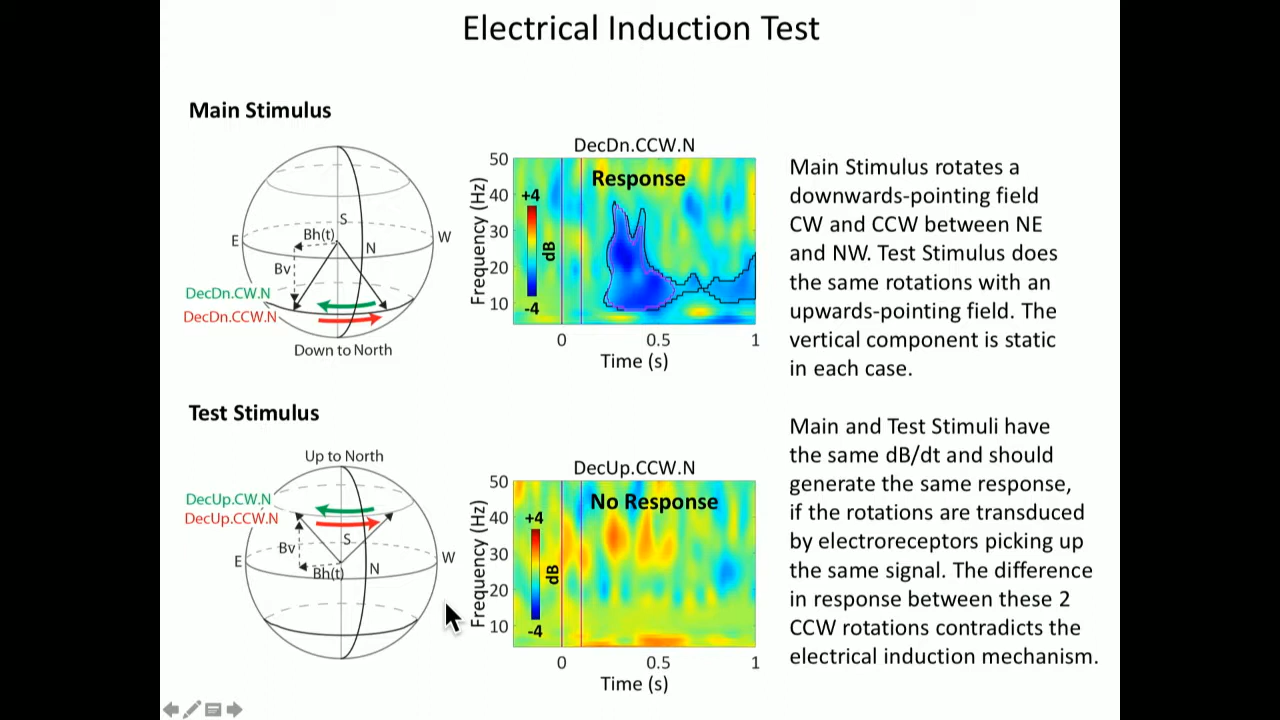 Electrical Induction Test
Main Stimulus
S
Bh(t)
E
N
W
Bv
DecDn.CW.N
DecDn.CCW.N
Down to North
DecDn.CCW.N
Response
Frequency (Hz)
50
40
30
20
10
+4
dB
-4
0
0.5
1
Time (s)
Main Stimulus rotates a
downwards-pointing field
CW and CCW between NE
and NW. Test Stimulus does
the same rotations with an
upwards-pointing field. The
vertical component is static
in each case.
Test Stimulus
Up to North
DecUp.CW.N
DecUp.CCW.N
S
Bv
E
W
Bh(t)
N
DecUp.CCW.N
No Response
Frequency (Hz)
50
40
30
20
10
+4
dB
-4
0
0.5
1
Time (s)
Main and Test Stimuli have
the same dB/dt and should
generate the same response,
if the rotations are transduced
by electroreceptors picking up
the same signal. The difference
in response between these 2
CCW rotations contradicts the
electrical induction mechanism.